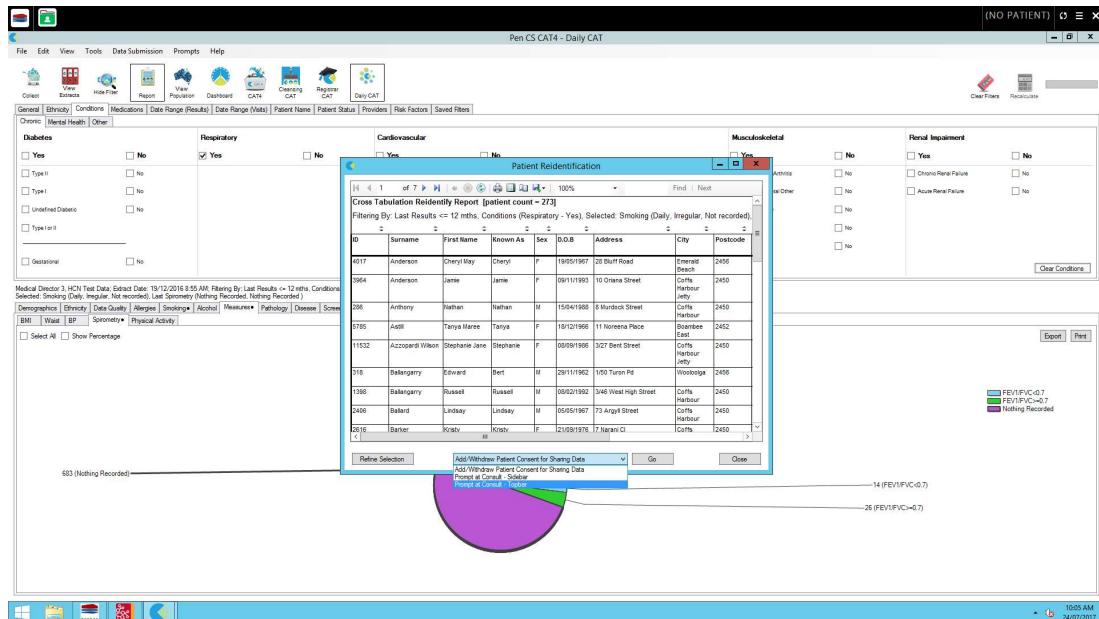 (NO PATIENT)
Pen CS CAT4 - Daily CAT
File Edit View Tools Data Submission Prompts Help
Collect View Extracts Hide Filter Report View Population Dashboard CAT4 Cleansing CAT Registrar CAT Daily CAT Clear Filters Recalculate
General Ethnicity Conditions Medications Date Range (Results) Date Range (Visits) Patient Name Patient Status Providers Risk Factors Saved Filters
Chronic Mental Health Other
Diabetes Respiratory Cardiovascular Musculoskeletal Renal Impairment
Yes No Yes No Yes No Yes No Yes No
Type II No Arthritis No Chronic Renal Failure No
Type I No Other No Acute Renal Failure No
Undefined Diabetic No No
Type I or II No
No
Gestational No
Clear Conditions
Medical Director 3, HCN Test Data; Extract Date: 19/12/2016 8:55 AM; Filtering By: Last Results <= 12 mths, Conditions
Selected: Smoking (Daily, Irregular, Not recorded), Last Spirometry (Nothing Recorded, Nothing Recorded )
Demographics Ethnicity Data Quality Allergies Smoking● Alcohol Measures● Pathology Disease Scree
BMI Waist BP Spirometry● Physical Activity
Select All Show Percentage
Export Print
Patient Reidentification
1 of 7 100% Find Next
Cross Tabulation Reidentify Report [patient count = 273]
Filtering By: Last Results <= 12 mths, Conditions (Respiratory - Yes), Selected: Smoking (Daily, Irregular, Not recorded),
ID Surname First Name Known As Sex D.O.B Address City Postcode
4017 Anderson Cheryl May Cheryl F 19/05/1967 28 Bluff Road Emerald Beach 2456
3964 Anderson Jamie Jamie F 09/11/1993 10 Oriana Street Coffs Harbour Jetty 2450
286 Anthony Nathan Nathan M 15/04/1988 8 Murdock Street Coffs Harbour 2450
5785 Astill Tanya Maree Tanya F 18/12/1966 11 Noreena Place Boambee East 2452
11532 Azzopardi Wilson Stephanie Jane Stephanie F 08/09/1986 3/27 Bent Street Coffs Harbour Jetty 2450
318 Ballangarry Edward Bert M 29/11/1962 1/50 Turon Pd Wooloolga 2456
1398 Ballangarry Russell Russell M 08/02/1992 3/46 West High Street Coffs Harbour 2450
2406 Ballard Lindsay Lindsay M 05/05/1967 73 Argyll Street Coffs Harbour 2450
2616 Barker Kristy Kristy F 21/09/1976 7 Narani Cl Coffs 2450
Refine Selection Add/Withdraw Patient Consent for Sharing Data Go Close
Add/Withdraw Patient Consent for Sharing Data
Prompt at Consult - Sidebar
Prompt at Consult - Topbar
FEV1/FVC<0.7
FEV1/FVC>=0.7
Nothing Recorded
683 (Nothing Recorded)
14 (FEV1/FVC<0.7)
26 (FEV1/FVC>=0.7)
10:05 AM
24/07/2017